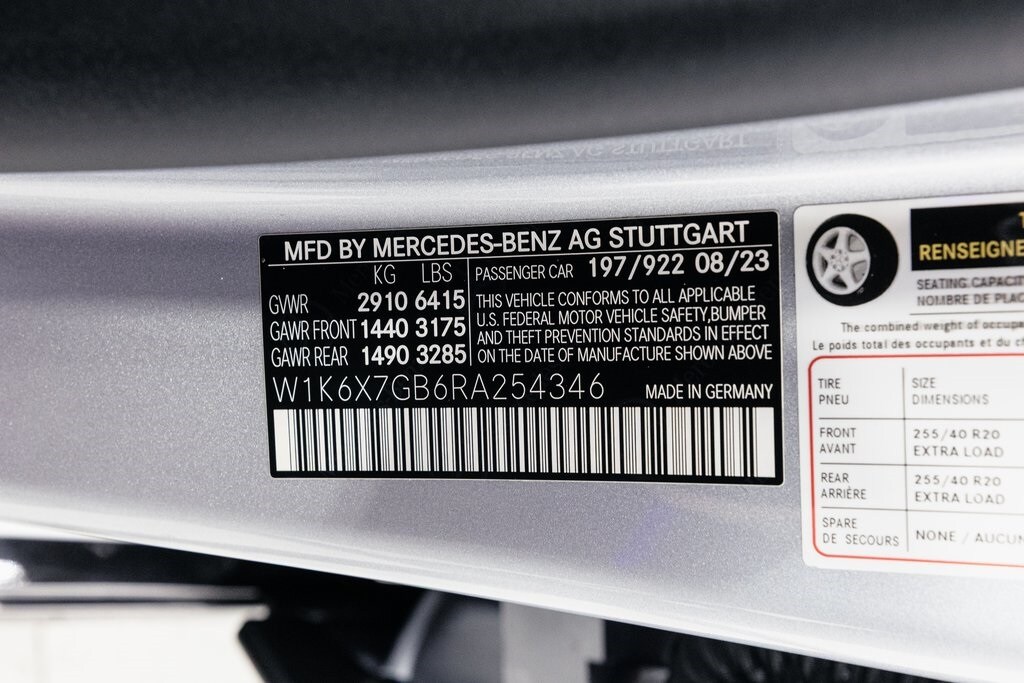 MFD BY MERCEDES-BENZ AG STUTTGART
KG LBS
GVWR 2910 6415
GAWR FRONT 1440 3175
GAWR REAR 1490 3285
PASSENGER CAR 197/922 08/23
THIS VEHICLE CONFORMS TO ALL APPLICABLE
U.S. FEDERAL MOTOR VEHICLE SAFETY,BUMPER
AND THEFT PREVENTION STANDARDS IN EFFECT
ON THE DATE OF MANUFACTURE SHOWN ABOVE
W1K6X7GB6RA254346 MADE IN GERMANY
RENSEIGNE
SEATING CAPACIT
NOMBRE DE PLAC
The combined weight of occupa
Le poids total des occupants et du ch
TIRE SIZE
PNEU DIMENSIONS
FRONT 255/40 R20
AVANT EXTRA LOAD
REAR 255/40 R20
ARRIÈRE EXTRA LOAD
SPARE
DE SECOURS NONE / AUCUN